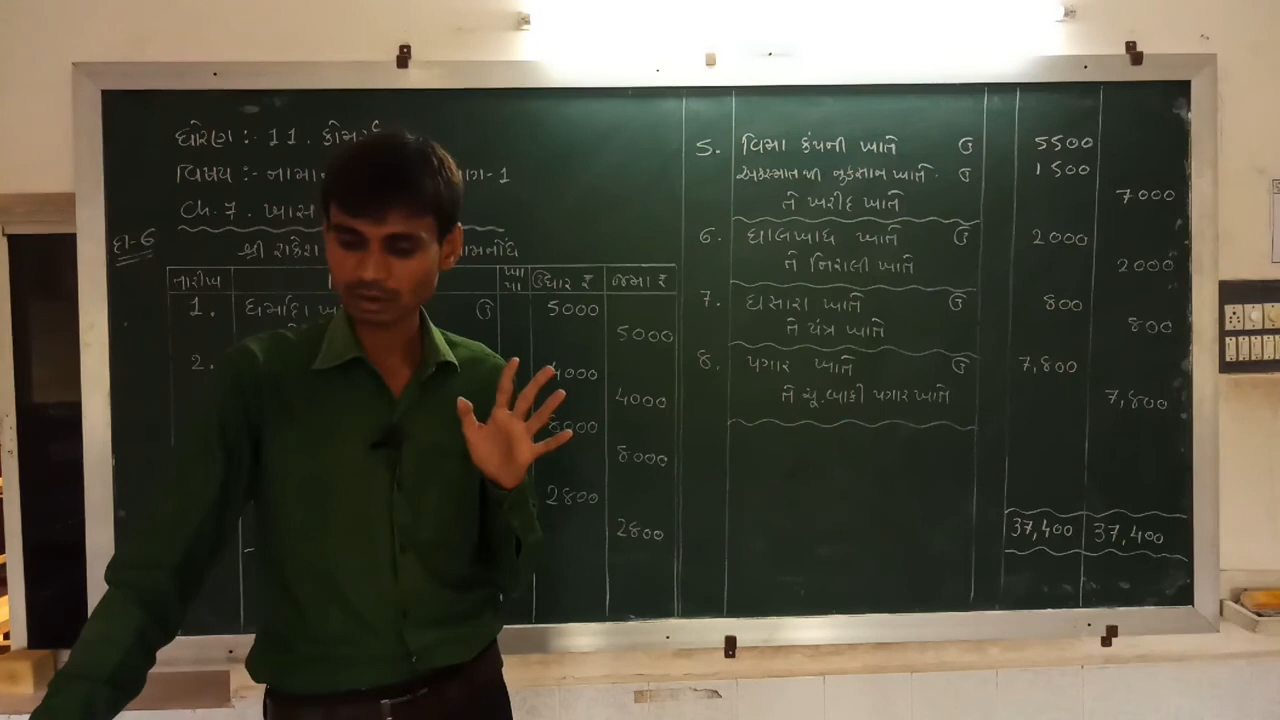 ધોરણ :- 11. કોમર્સ
વિષય :- નામાના ભાગ-1
Ch. 7. ખાસ
દા-6
શ્રી રાકેશ આમનોંધ
તારીખ ખા પા ઉધાર ₹ જમા ₹
1. ધર્માદા ખાતે ઉ 5000
5000
2. 4000
4000
8000
8000
2800
2800
5. વિમા કંપની ખાતે ઉ 5500
અકસ્માતથી નુકસાન ખાતે. ઉ 1500
તે ખરીદ ખાતે 7000
6. ઘાલખાધ ખાતે ઉ 2000
તે નિરાલી ખાતે 2000
7. ઘસારા ખાતે ઉ 800
તે યંત્ર ખાતે 800
8. પગાર ખાતે ઉ 7,800
તે ચૂ.બાકી પગાર ખાતે 7,800
37,400 37,400